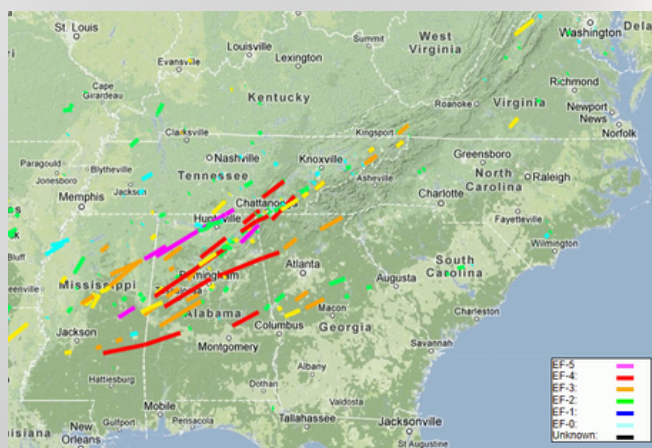 St. Louis
Louisville
Evansville
Lexington
Summit
West
Virginia
Washington
Dela
ri
Cape
Girardeau
Kentucky
Richmond
Roanoke
Virginia
Newport
News
Norfolk
Clarksville
Kingsport
Paragould
Blytheville
Jonesboro
Nashville
Knoxville
Greensboro
Tennessee
Raleigh
Jackson
Memphis
Asheville
North
Carolina
Charlotte
Fayetteville
Huntsville
Bluff
Wilmington
Birmingham
Atlanta
South
Carolina
Mississippi
Augusta
Alabama
Columbus
Macon
Charleston
Jackson
Georgia
Montgomery
Savannah
Hattiesburg
Albany
Dothan
Valdosta
Mobile
Gulfport
Pensacola
Tallahassee
Jacksonville
New
Orleans
isiana
St Augustine
EF-5
EF-4:
EF-3:
EF-2:
EF-1:
EF-0:
Unknown: